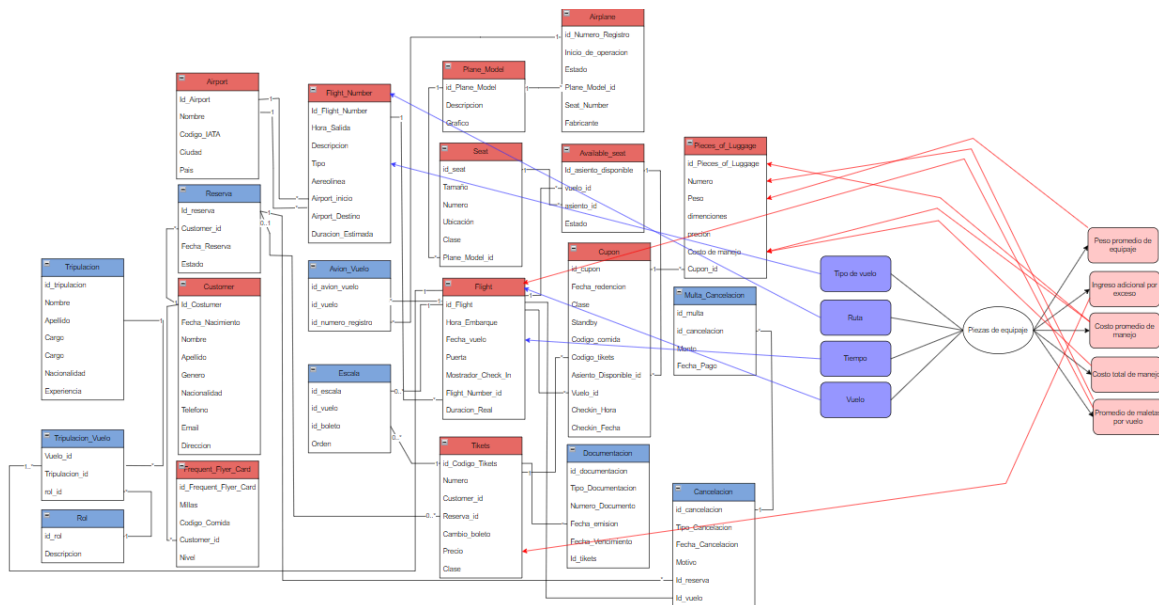 Airplane
id_Numero_Registro
Inicio_de_operacion
Estado
Plane_Model_id
Seat_Number
Fabricante
Plane_Model
id_Plane_Model
Descripcion
Grafico
Airport
Id_Airport
Nombre
Codigo_IATA
Ciudad
Pais
Flight_Number
Id_Flight_Number
Hora_Salida
Descripcion
Tipo
Aereolinea
Airport_inicio
Airport_Destino
Duracion_Estimada
Seat
id_seat
Tamaño
Numero
Ubicación
Clase
Plane_Model_id
Available_seat
Id_asiento_disponible
vuelo_id
asiento_id
Estado
Pieces_of_Luggage
id_Pieces_of_Luggage
Numero
Peso
dimenciones
precion
Costo de manejo
Cupon_id
Reserva
Id_reserva
Customer_id
Fecha_Reserva
Estado
Tripulacion
id_tripulacion
Nombre
Apellido
Cargo
Cargo
Nacionalidad
Experiencia
Customer
Id_Costumer
Fecha_Nacimiento
Nombre
Apellido
Genero
Nacionalidad
Telefono
Email
Direccion
Avion_Vuelo
id_avion_vuelo
id_vuelo
id_numero_registro
Flight
id_Flight
Hora_Embarque
Fecha_vuelo
Puerta
Mostrador_Check_In
Flight_Number_id
Duracion_Real
Cupon
id_cupon
Fecha_redencion
Clase
Standby
Codigo_comida
Codigo_tikets
Asiento_Disponible_id
Vuelo_id
Checkin_Hora
Checkin_Fecha
Multa_Cancelacion
id_multa
id_cancelacion
Monto
Fecha_Pago
Escala
id_escala
id_vuelo
id_boleto
Orden
Tripulacion_Vuelo
Vuelo_id
Tripulacion_id
rol_id
Rol
id_rol
Descripcion
Frequent_Flyer_Card
id_Frequent_Flyer_Card
Millas
Codigo_Comida
Customer_id
Nivel
Tikets
id_Codigo_Tikets
Numero
Customer_id
Reserva_id
Cambio_boleto
Precio
Clase
Documentacion
id_documentacion
Tipo_Documentacion
Numero_Documento
Fecha_emision
Fecha_Vencimiento
Id_tikets
Cancelacion
id_cancelacion
Tipo_Cancelacion
Fecha_Cancelacion
Motivo
Id_reserva
Id_vuelo
Tipo de vuelo
Ruta
Tiempo
Vuelo
Piezas de equipaje
Peso promedio de
equipaje
Ingreso adicional por
exceso
Costo promedio de
manejo
Costo total de manejo
Promedio de maletas
por vuelo